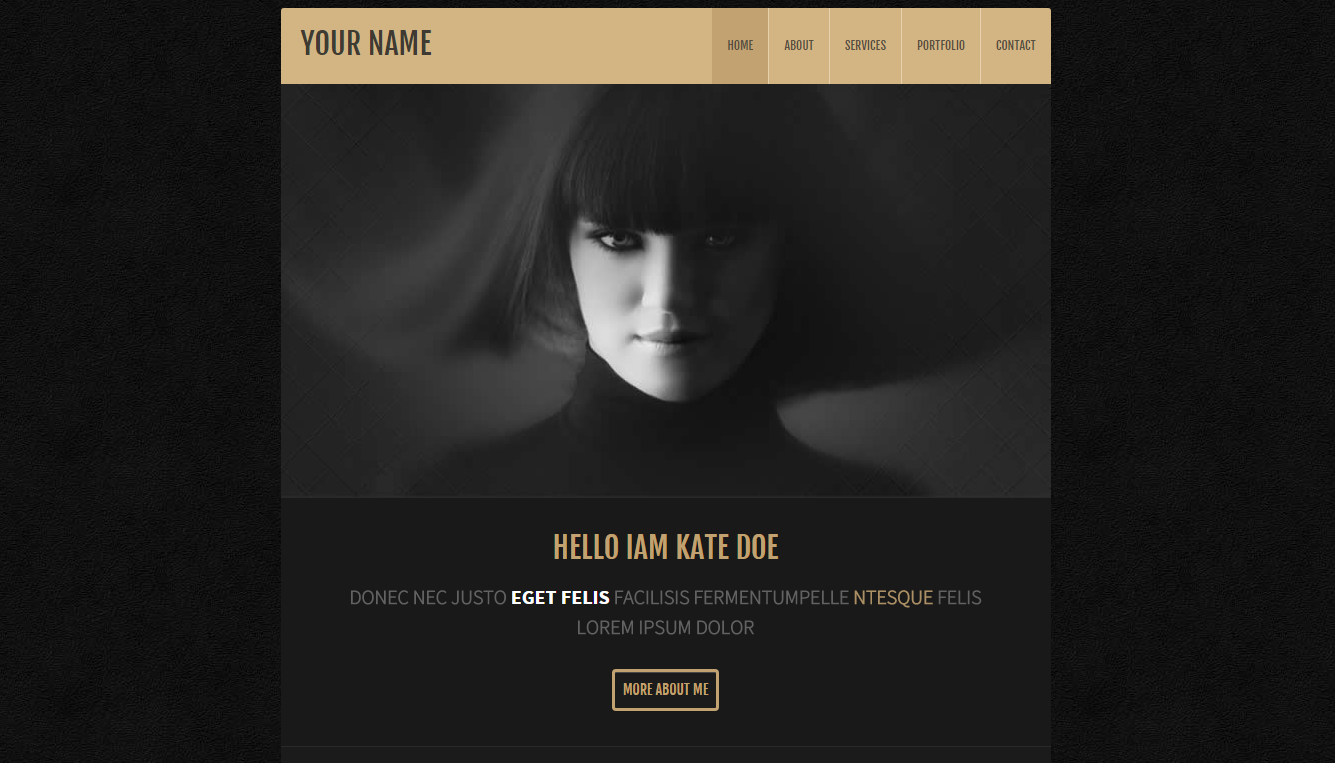 YOUR NAME
HOME ABOUT SERVICES PORTFOLIO CONTACT
HELLO IAM KATE DOE
DONEC NEC JUSTO EGET FELIS FACILISIS FERMENTUMPELLE NTESQUE FELIS
LOREM IPSUM DOLOR
MORE ABOUT ME